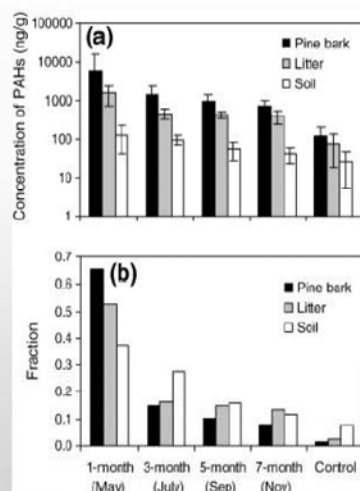 (a)
Pine bark
Litter
Soil
Concentration of PAHs (ng/g)
100000
10000
1000
100
10
1
(b)
Pine bark
Litter
Soil
Fraction
0.7
0.6
0.5
0.4
0.3
0.2
0.1
0.0
1-month 3-month 5-month 7-month Control
(May) (July) (Sep) (Nov)